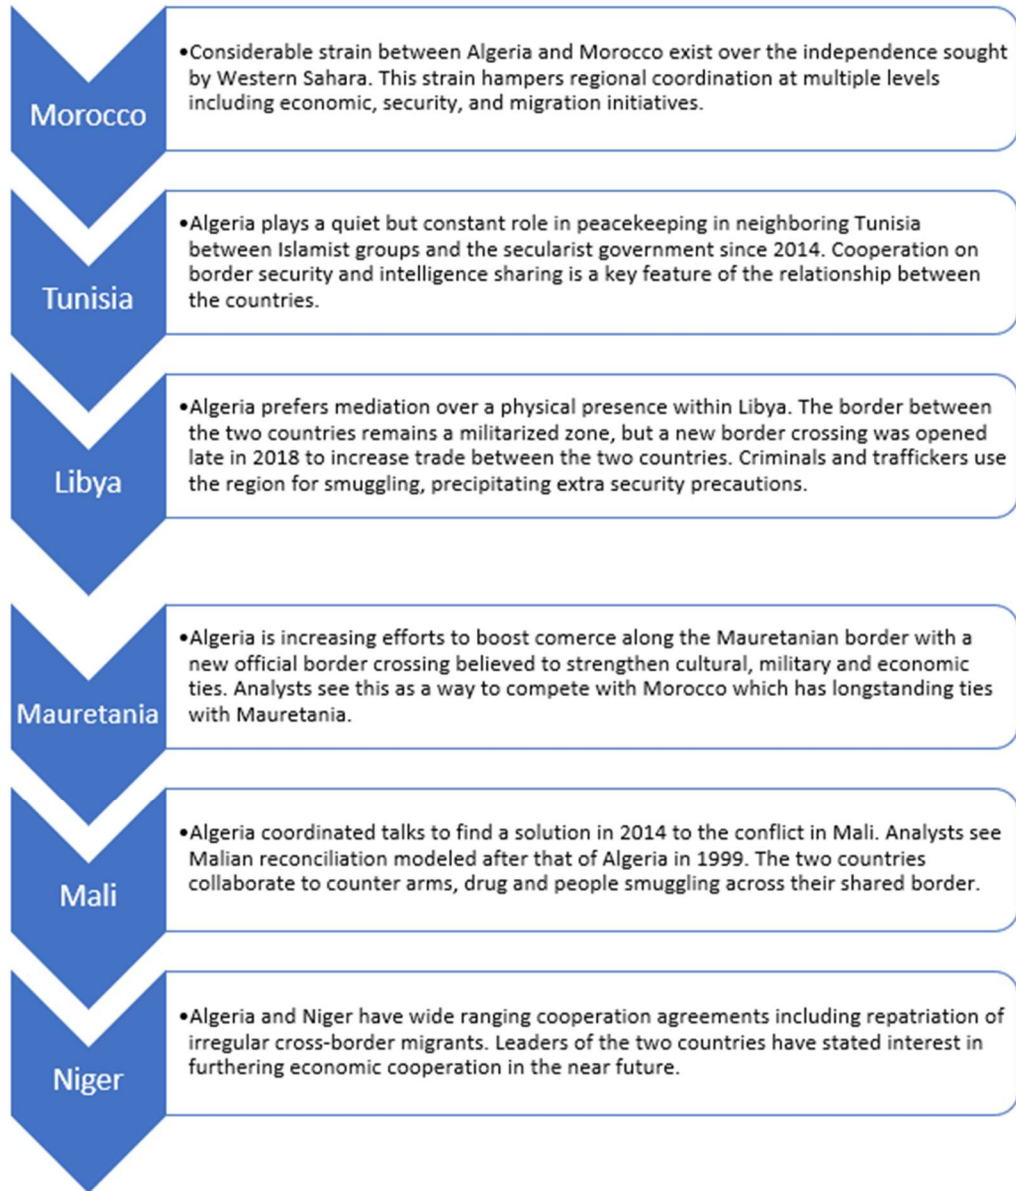 Morocco
•Considerable strain between Algeria and Morocco exist over the independence sought
by Western Sahara. This strain hampers regional coordination at multiple levels
including economic, security, and migration initiatives.
Tunisia
•Algeria plays a quiet but constant role in peacekeeping in neighboring Tunisia
between Islamist groups and the secularist government since 2014. Cooperation on
border security and intelligence sharing is a key feature of the relationship between
the countries.
Libya
•Algeria prefers mediation over a physical presence within Libya. The border between
the two countries remains a militarized zone, but a new border crossing was opened
late in 2018 to increase trade between the two countries. Criminals and traffickers use
the region for smuggling, precipitating extra security precautions.
Mauretania
•Algeria is increasing efforts to boost comerce along the Mauretanian border with a
new official border crossing believed to strengthen cultural, military and economic
ties. Analysts see this as a way to compete with Morocco which has longstanding ties
with Mauretania.
Mali
•Algeria coordinated talks to find a solution in 2014 to the conflict in Mali. Analysts see
Malian reconciliation modeled after that of Algeria in 1999. The two countries
collaborate to counter arms, drug and people smuggling across their shared border.
Niger
•Algeria and Niger have wide ranging cooperation agreements including repatriation of
irregular cross-border migrants. Leaders of the two countries have stated interest in
furthering economic cooperation in the near future.